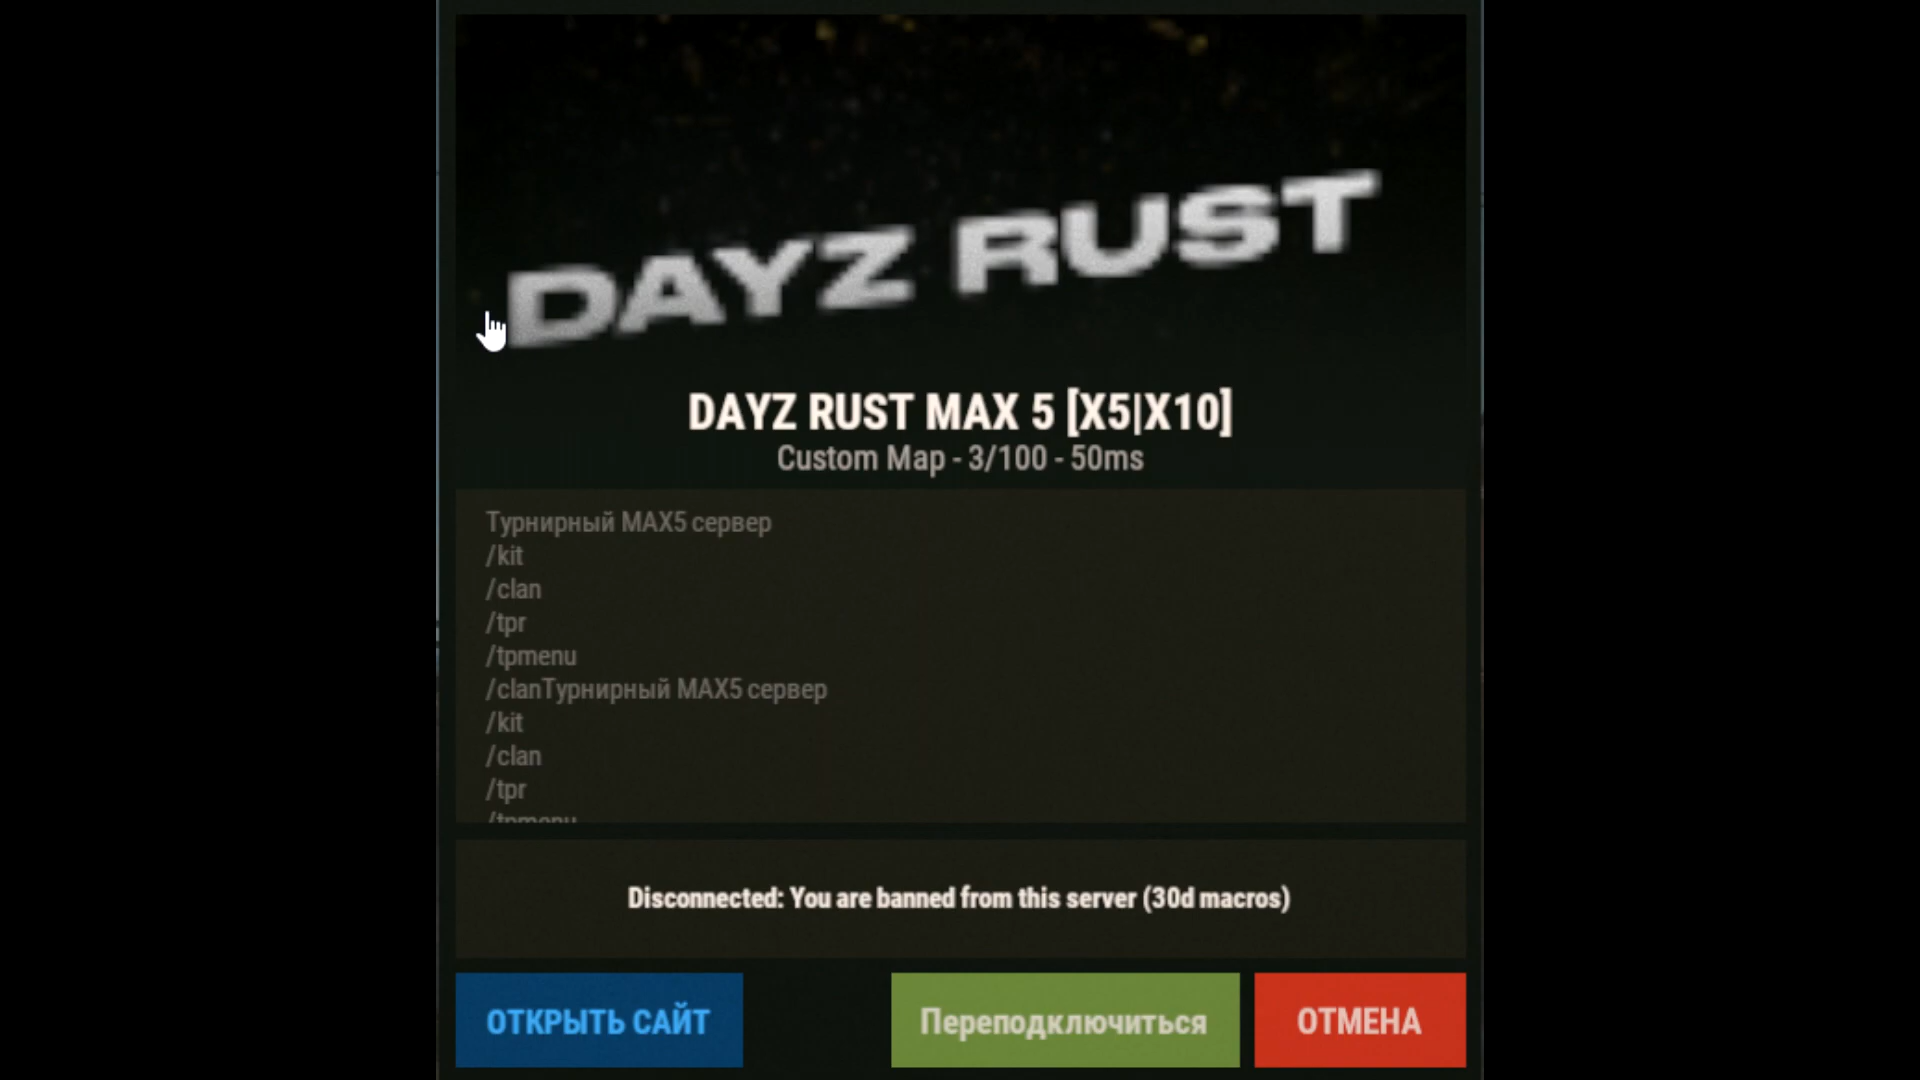 DAYZ RUST
DAYZ RUST MAX 5 [X5|X10]
Custom Map - 3/100 - 50ms
Турнирный MAX5 сервер
/kit
/clan
/tpr
/tpmenu
/clanТурнирный MAX5 сервер
/kit
/clan
/tpr
/tpmenu
Disconnected: You are banned from this server (30d macros)
ОТКРЫТЬ САЙТ
Переподключиться
ОТМЕНА